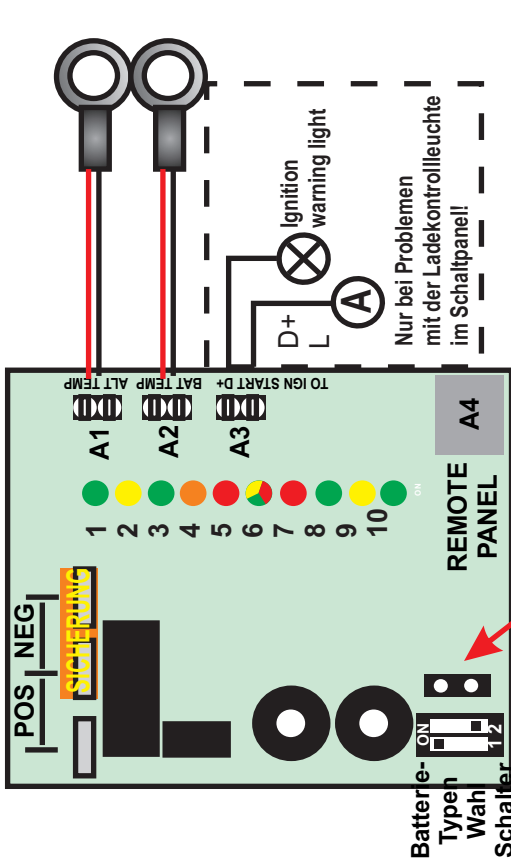 POS
NEG
SICHERUNG
ALT TEMP
BAT TEMP
TO IGN START D+
A1
A2
A3
1
2
3
4
5
6
7
8
9
10
ON
REMOTE
PANEL
A4
D+
L
A
Ignition
warning light
Nur bei Problemen
mit der Ladekontrollleuchte
im Schaltpanel!
Batterie-
Typen
Wahl
Schalter
ON
1 2